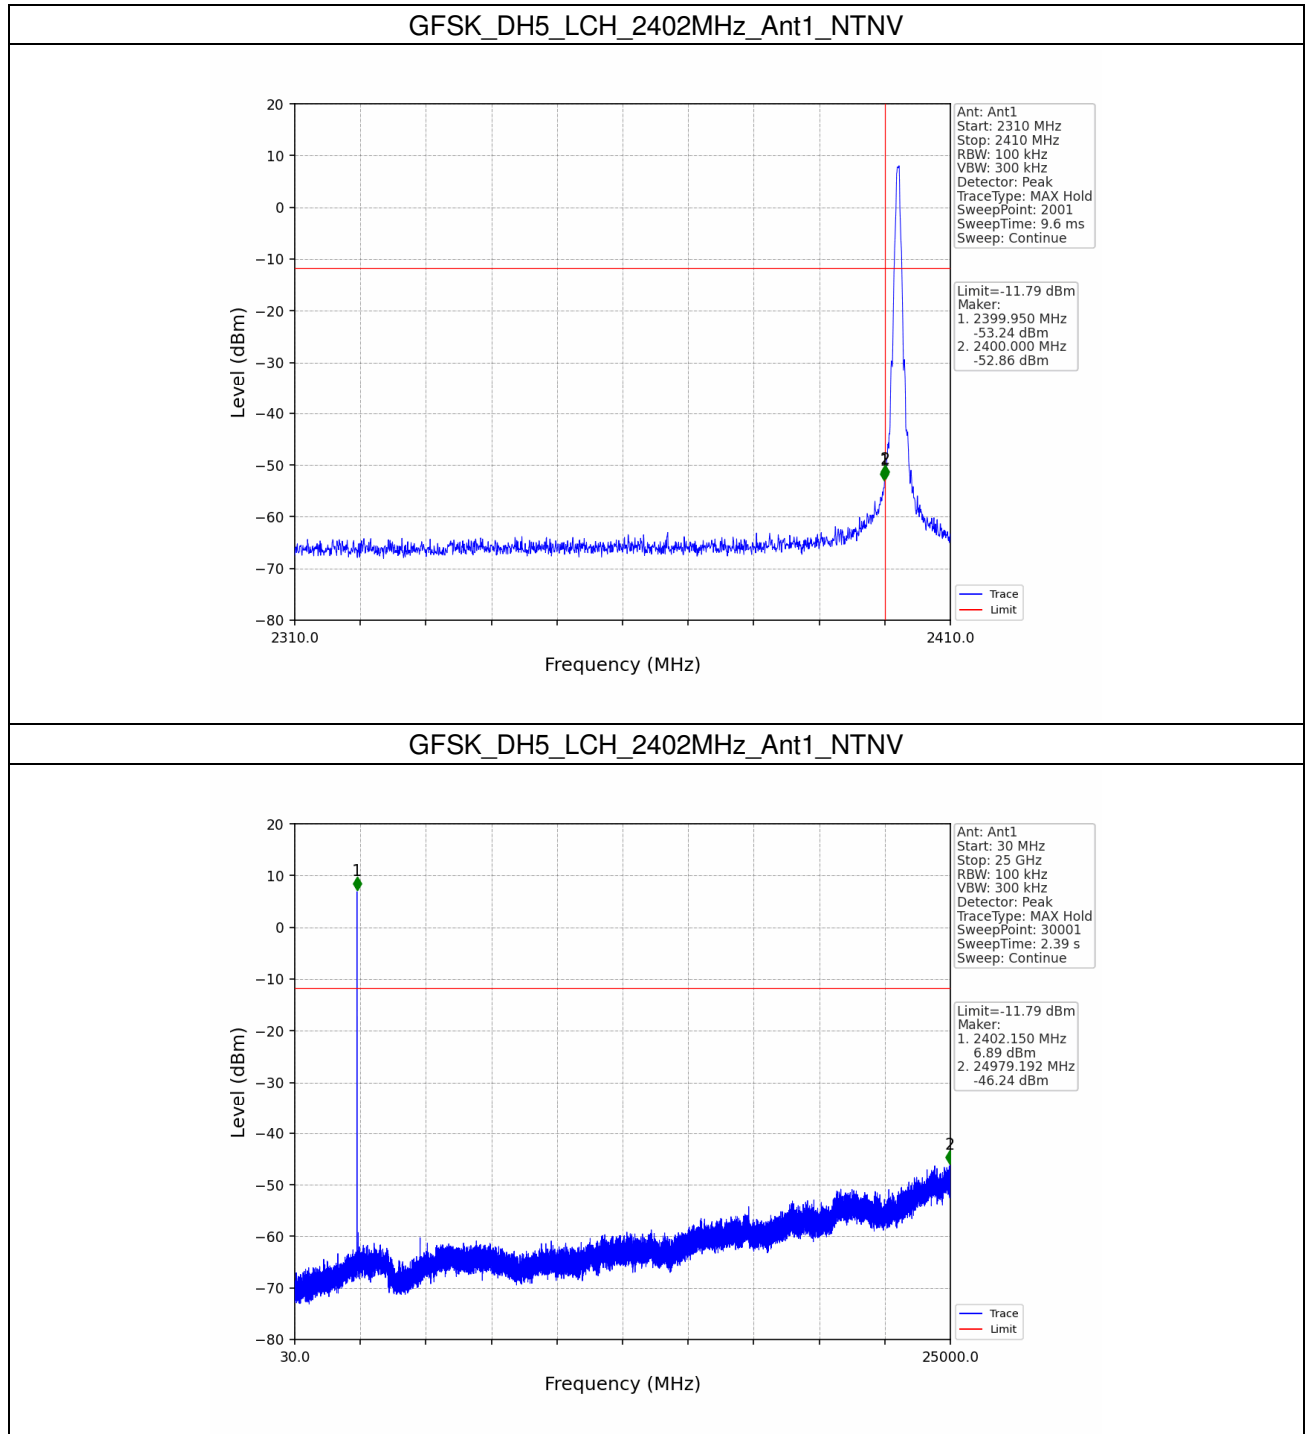 GFSK_DH5_LCH_2402MHz_Ant1_NTNV
20
10
0
−10
−20
−30
−40
−50
−60
−70
−80
Level (dBm)
2310.0
2410.0
Frequency (MHz)
2
Ant: Ant1
Start: 2310 MHz
Stop: 2410 MHz
RBW: 100 kHz
VBW: 300 kHz
Detector: Peak
TraceType: MAX Hold
SweepPoint: 2001
SweepTime: 9.6 ms
Sweep: Continue
Limit=-11.79 dBm
Maker:
1. 2399.950 MHz
-53.24 dBm
2. 2400.000 MHz
-52.86 dBm
Trace
Limit
GFSK_DH5_LCH_2402MHz_Ant1_NTNV
20
10
0
−10
−20
−30
−40
−50
−60
−70
−80
Level (dBm)
30.0
25000.0
Frequency (MHz)
1
2
Ant: Ant1
Start: 30 MHz
Stop: 25 GHz
RBW: 100 kHz
VBW: 300 kHz
Detector: Peak
TraceType: MAX Hold
SweepPoint: 30001
SweepTime: 2.39 s
Sweep: Continue
Limit=-11.79 dBm
Maker:
1. 2402.150 MHz
6.89 dBm
2. 24979.192 MHz
-46.24 dBm
Trace
Limit